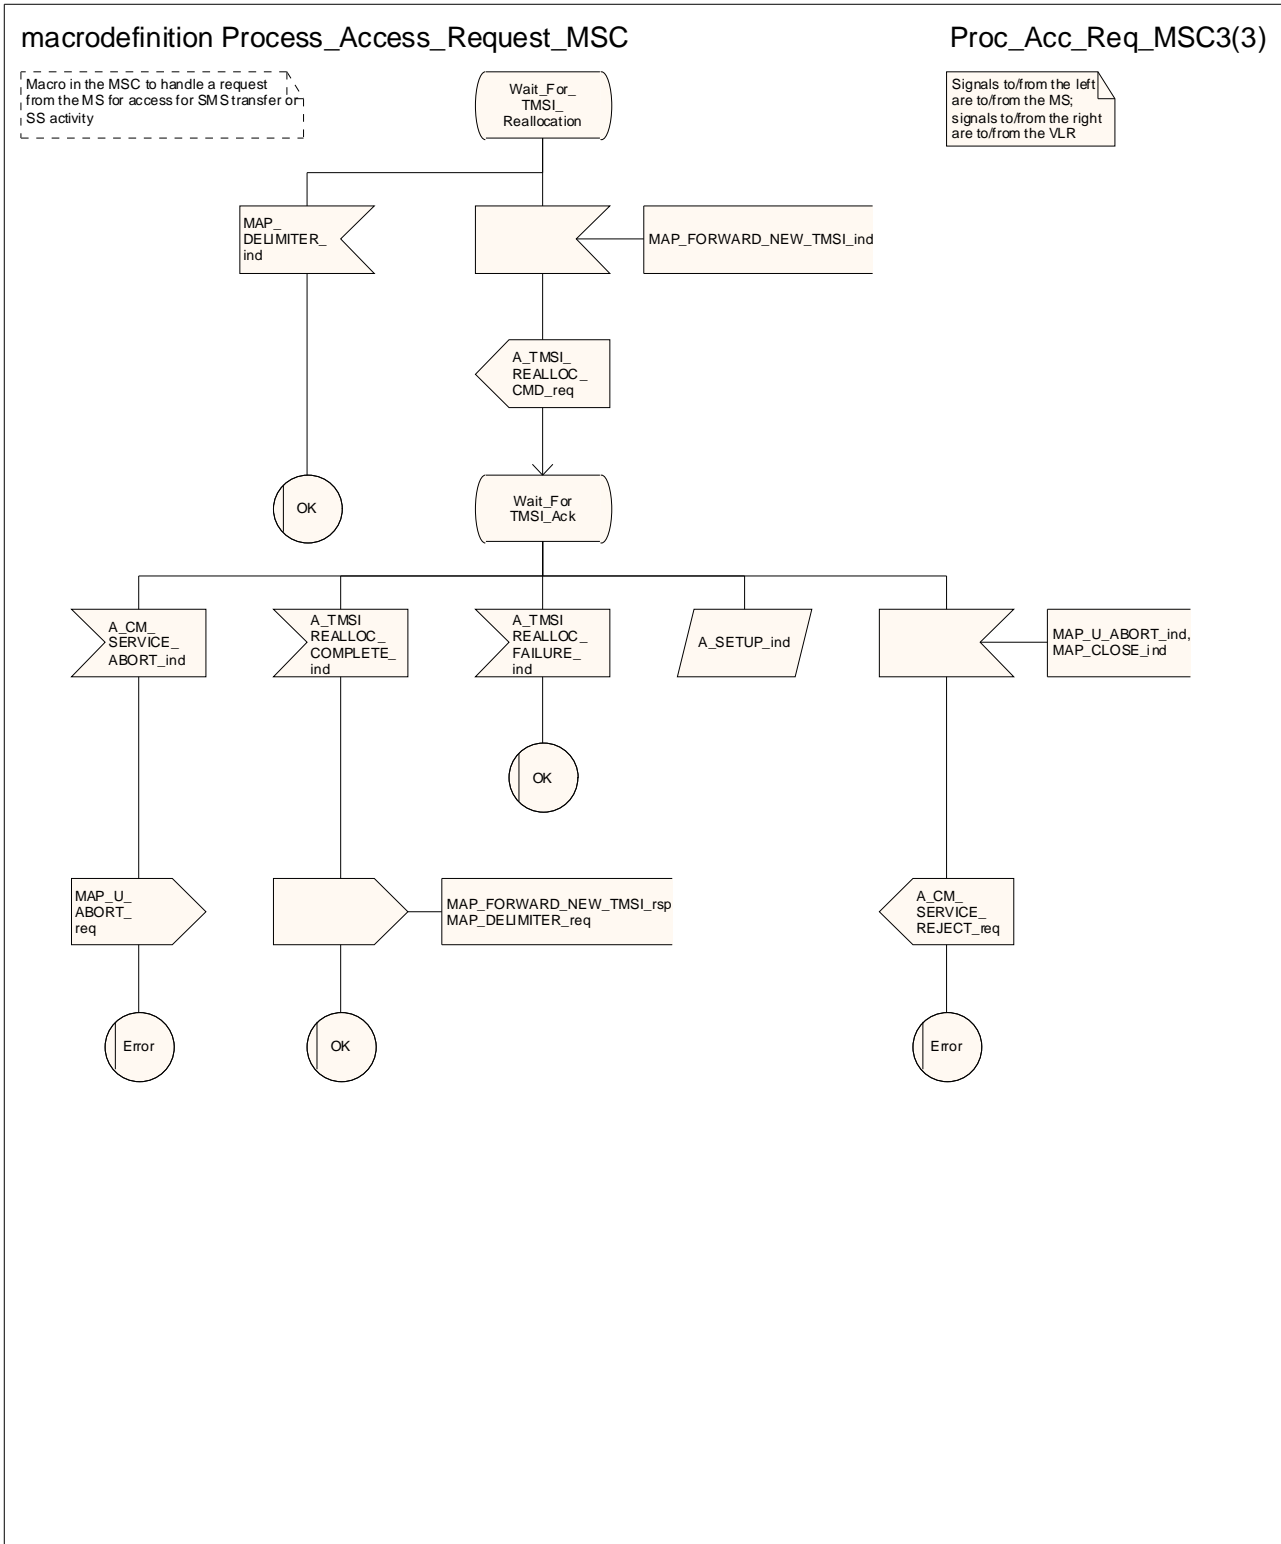 macrodefinition Process_Access_Request_MSC
Proc_Acc_Req_MSC3(3)
Macro in the MSC to handle a request
from the MS for access for SMS transfer or
SS activity
Wait_For_
TMSI_
Reallocation
Signals to/from the left
are to/from the MS;
signals to/from the right
are to/from the VLR
MAP_
DELIMITER_
ind
MAP_FORWARD_NEW_TMSI_ind
A_TMSI_
REALLOC_
CMD_req
OK
Wait_For
TMSI_Ack
A_CM_
SERVICE_
ABORT_ind
A_TMSI
REALLOC_
COMPLETE_
ind
A_TMSI
REALLOC_
FAILURE_
ind
A_SETUP_ind
MAP_U_ABORT_ind,
MAP_CLOSE_ind
OK
MAP_U_
ABORT_
req
MAP_FORWARD_NEW_TMSI_rsp
MAP_DELIMITER_req
A_CM_
SERVICE_
REJECT_req
Error
OK
Error